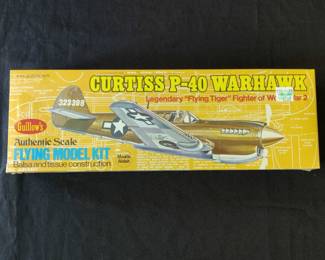 CURTISS P-40 WARHAWK
Legendary "Flying Tiger" Fighter of World War 2
323309
Guillow's
Authentic Scale
FLYING MODEL KIT
Balsa and tissue construction